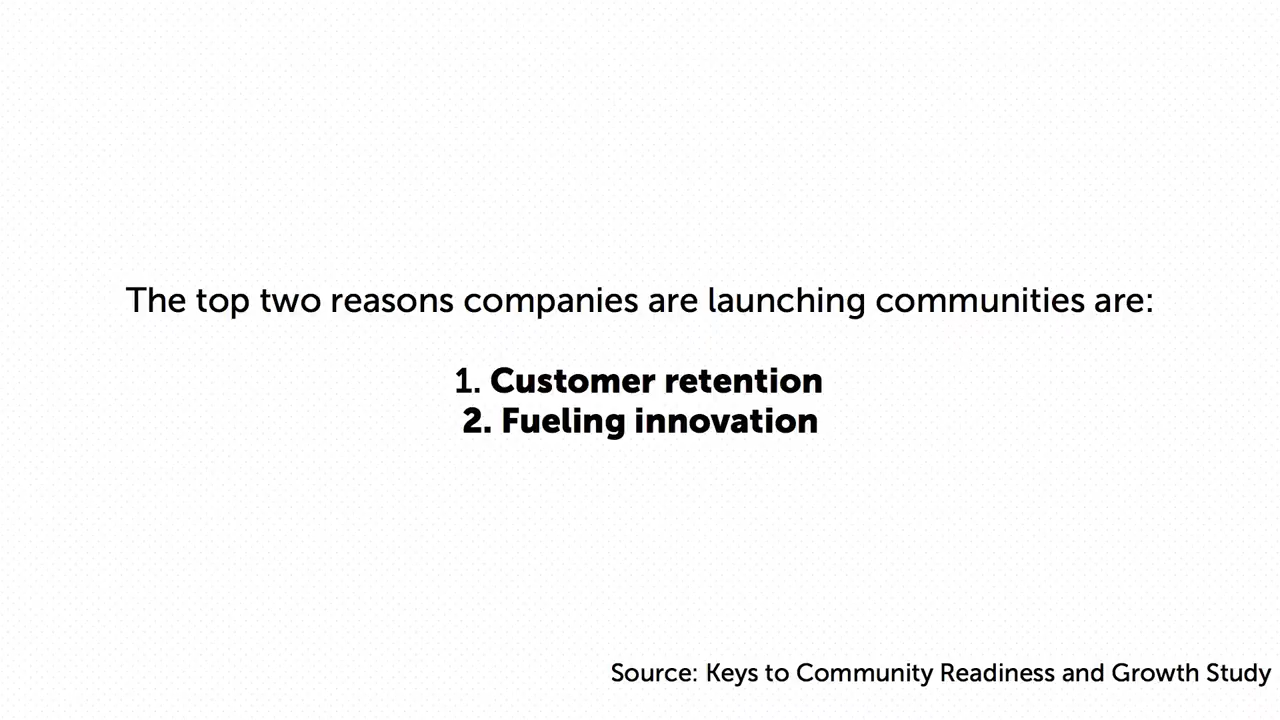 The top two reasons companies are launching communities are:
1. Customer retention
2. Fueling innovation
Source: Keys to Community Readiness and Growth Study